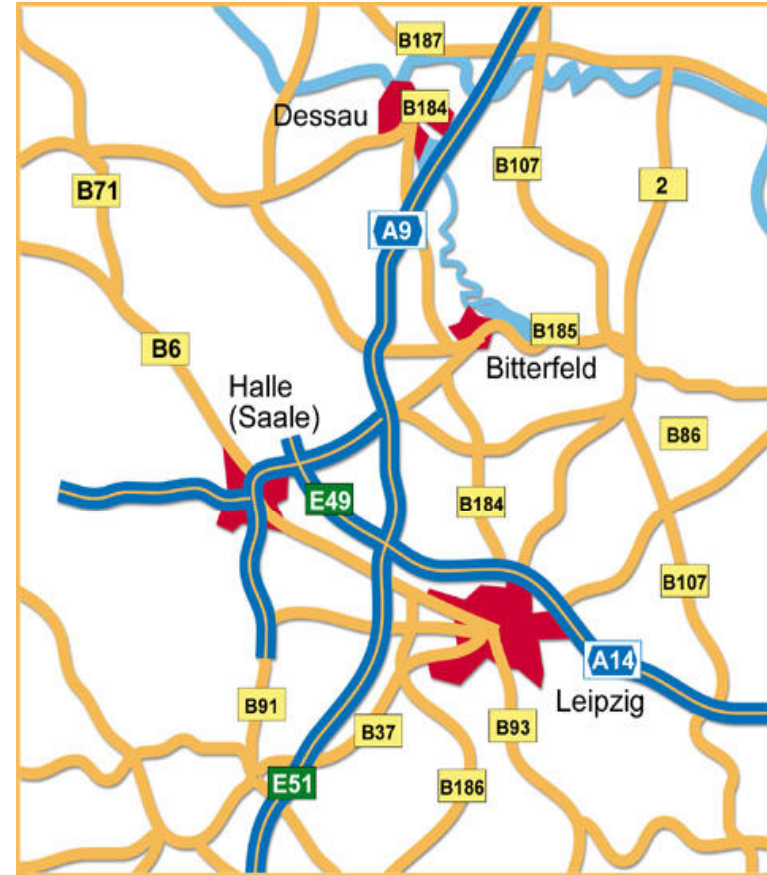 B187
Dessau
B184
B107
B71
2
A9
B185
B6
Bitterfeld
Halle
(Saale)
B86
E49
B184
B107
A14
Leipzig
B91
B37
B93
E51
B186